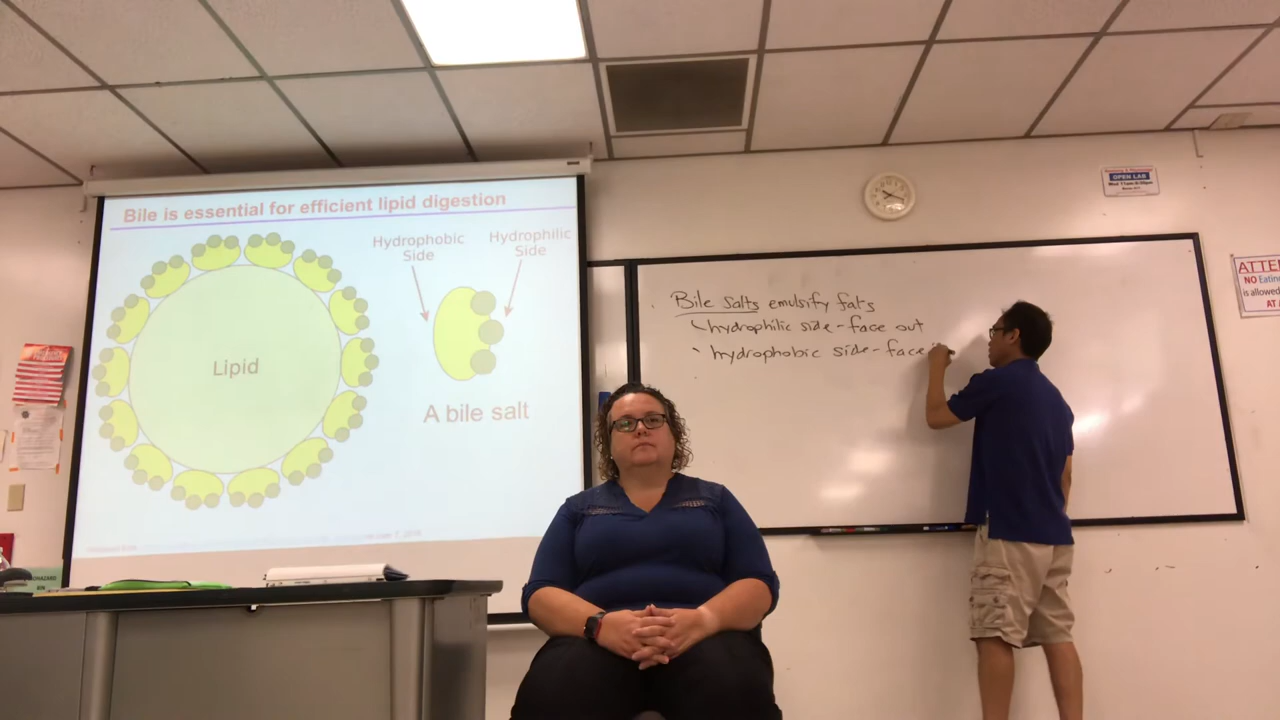 Bile is essential for efficient lipid digestion
Hydrophobic
Side
Hydrophilic
Side
Lipid
A bile salt
Bile salts emulsify fats
hydrophilic side - face out
hydrophobic side - face
OPEN LAB
ATTE
NO Eatin
is allowed
AT